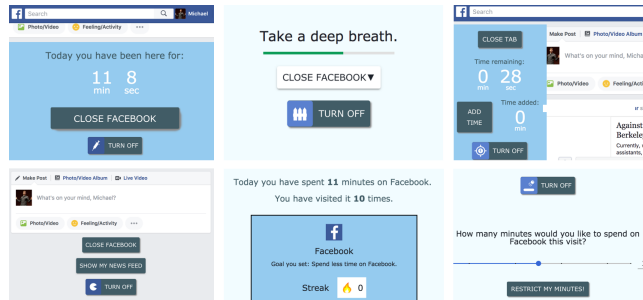 Search
Michael
Photo/Video
Feeling/Activity
Today you have been here for:
11 8
min sec
CLOSE FACEBOOK
TURN OFF
Take a deep breath.
CLOSE FACEBOOK▼
TURN OFF
Search
CLOSE TAB
Time remaining:
0 28
min sec
ADD TIME
Time added:
0
min
TURN OFF
Make Post
Photo/Video Album
What's on your mind, Micha
Photo/Video
Feeling/Acti
Against
Berkele
Currently,
assistants,
Make Post
Photo/Video Album
Live Video
What's on your mind, Michael?
Photo/Video
Feeling/Activity
CLOSE FACEBOOK
SHOW MY NEWS FEED
TURN OFF
Today you have spent 11 minutes on Facebook.
You have visited it 10 times.
Facebook
Goal you set: Spend less time on Facebook.
Streak 0
TURN OFF
How many minutes would you like to spend on
Facebook this visit?
RESTRICT MY MINUTES!